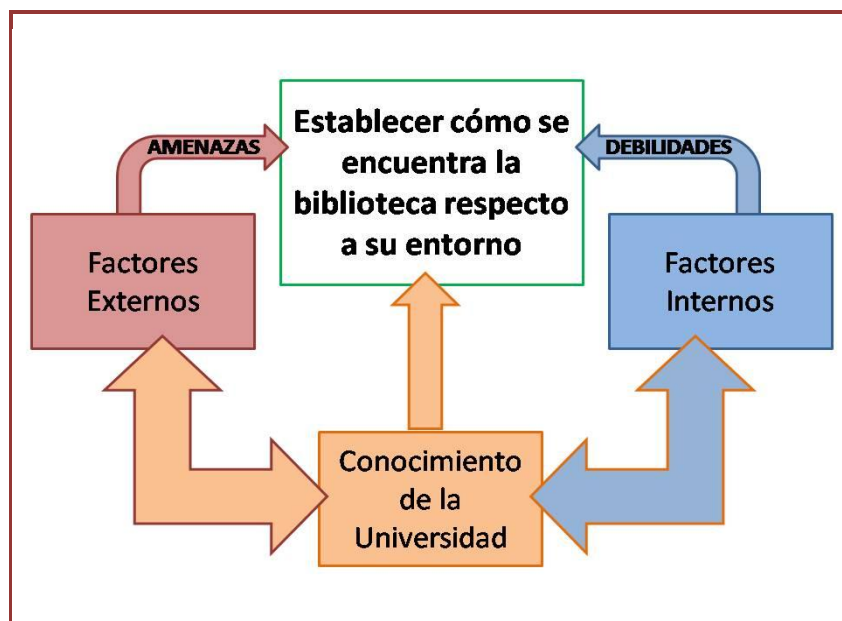 Establecer cómo se
encuentra la
biblioteca respecto
a su entorno
AMENAZAS
DEBILIDADES
Factores
Externos
Factores
Internos
Conocimiento
de la
Universidad